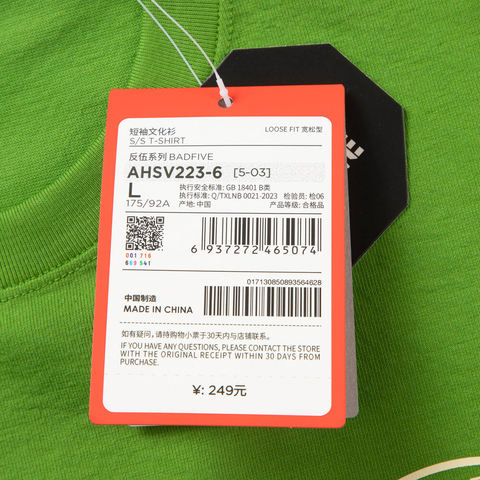 短袖文化衫
S/S T-SHIRT
LOOSE FIT 宽松型
反伍系列 BADFIVE
AHSV223-6 [5-03]
L
175/92A
执行安全标准: GB 18401 B类
执行标准: Q/TXLNB 0021-2023 检验员: 检06
产地: 中国 产品等级: 合格品
6 937272 465074
001 716
669 541
017130850893564628
中国制造
MADE IN CHINA
如有疑问, 请持购物小票于30天内与店铺联系。
IF YOU HAVE ANY QUESTIONS, PLEASE CONTACT THE STORE
WITH THE ORIGINAL RECEIPT WITHIN 30 DAYS FROM
PURCHASE.
¥: 249元